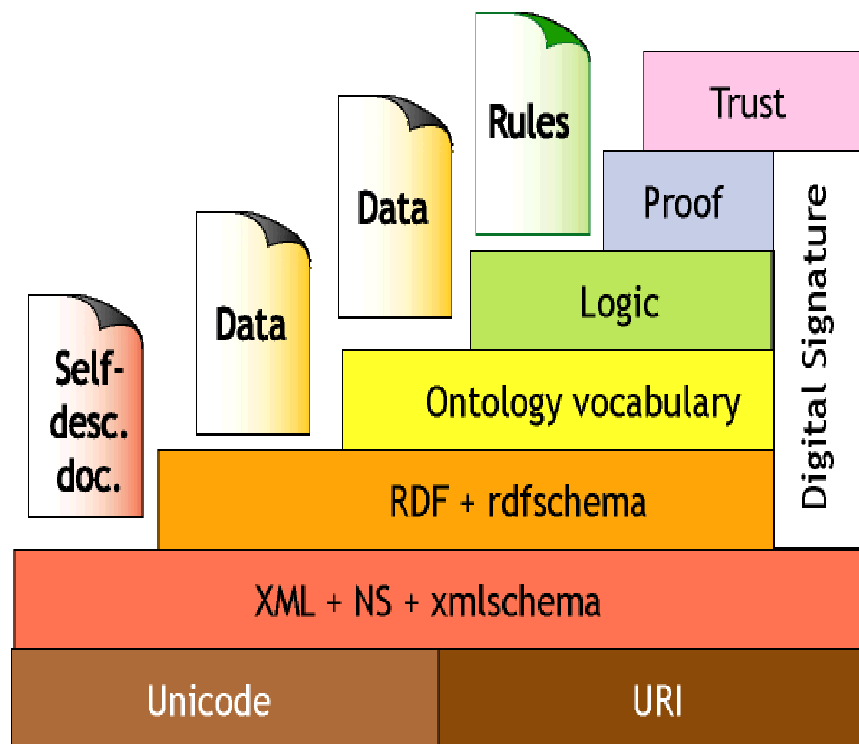 Rules
Trust
Data
Proof
Data
Logic
Self-
desc.
doc.
Ontology vocabulary
Digital Signature
RDF + rdfschema
XML + NS + xmlschema
Unicode
URI